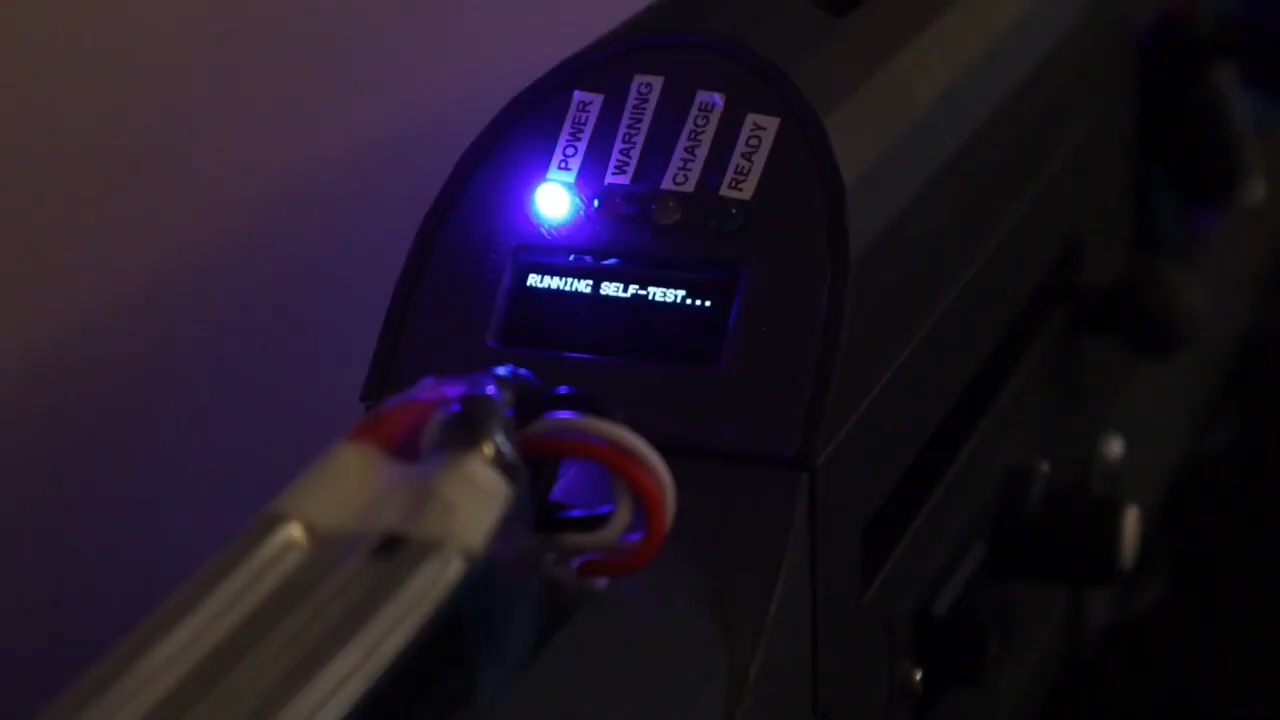 POWER
WARNING
CHARGE
READY
RUNNING SELF-TEST...